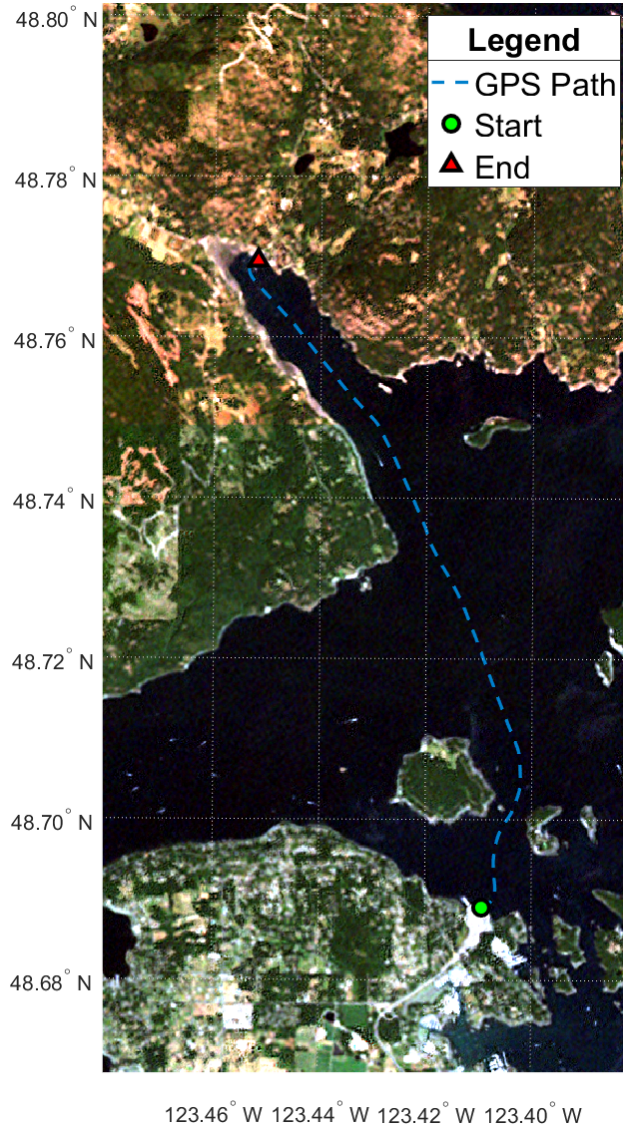 48.80° N
Legend
GPS Path
Start
End
48.78° N
48.76° N
48.74° N
48.72° N
48.70° N
48.68° N
123.46° W 123.44° W 123.42° W 123.40° W